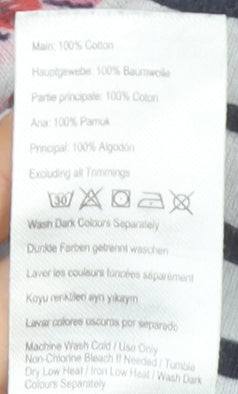 Main: 100% Cotton
Hauptgewebe: 100% Baumwolle
Partie principale: 100% Coton
Ana: 100% Pamuk
Principal: 100% Algodón
Excluding all Trimmings
30
Wash Dark Colours Separately
Dunkle Farben getrennt waschen
Laver les couleurs foncées séparément
Koyu renkliler ayrı yıkayın
Lavar colores oscuros por separado
Machine Wash Cold / Use Only
Non-Chlorine Bleach If Needed / Tumble
Dry Low Heat / Iron Low Heat / Wash Dark
Colours Separately